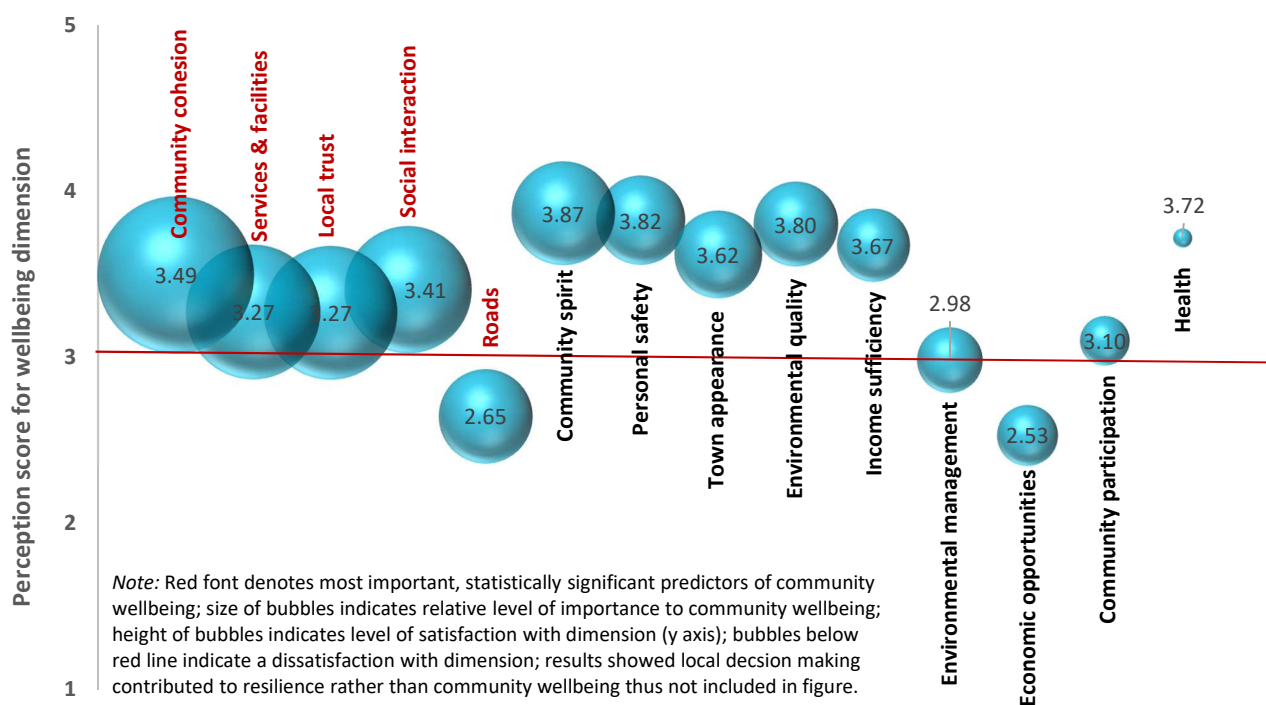 Perception score for wellbeing dimension
5
4
3
2
1
Community cohesion
3.49
Services & facilities
3.27
Local trust
3.27
Social interaction
3.41
Roads
2.65
Community spirit
3.87
Personal safety
3.82
Town appearance
3.62
Environmental quality
3.80
Income sufficiency
3.67
Environmental management
2.98
Economic opportunities
2.53
Community participation
3.10
Health
3.72
Note: Red font denotes most important, statistically significant predictors of community
wellbeing; size of bubbles indicates relative level of importance to community wellbeing;
height of bubbles indicates level of satisfaction with dimension (y axis); bubbles below
red line indicate a dissatisfaction with dimension; results showed local decsion making
contributed to resilience rather than community wellbeing thus not included in figure.